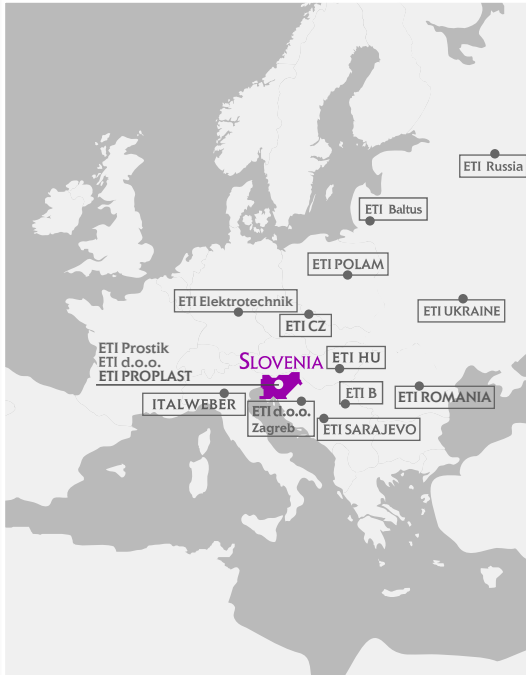 ETI Russia
ETI Baltus
ETI POLAM
ETI Elektrotechnik
ETI UKRAINE
ETI CZ
ETI Prostik
ETI d.o.o.
ETI PROPLAST
SLOVENIA
ETI HU
ITALWEBER
ETI B
ETI ROMANIA
ETI d.o.o.
Zagreb
ETI SARAJEVO